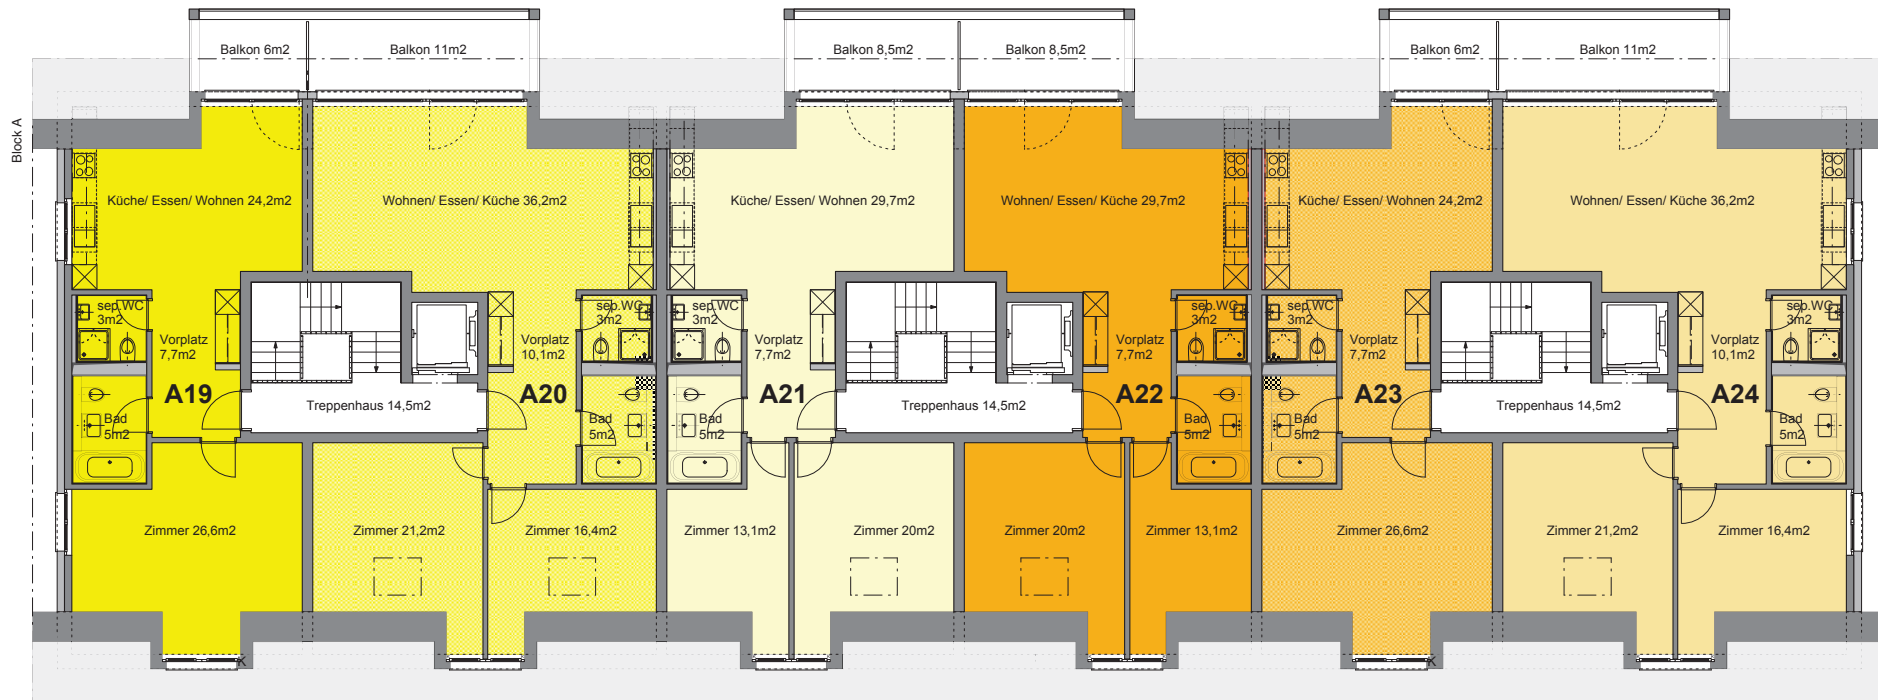 Balkon 6m2
Balkon 11m2
Balkon 8,5m2
Balkon 8,5m2
Balkon 6m2
Balkon 11m2
Block A
Küche/ Essen/ Wohnen 24,2m2
Wohnen/ Essen/ Küche 36,2m2
Küche/ Essen/ Wohnen 29,7m2
Wohnen/ Essen/ Küche 29,7m2
Küche/ Essen/ Wohnen 24,2m2
Wohnen/ Essen/ Küche 36,2m2
sep.WC
3m2
sep.WC
3m2
sep.WC
3m2
sep.WC
3m2
sep.WC
3m2
sep.WC
3m2
Vorplatz
7,7m2
Vorplatz
10,1m2
Vorplatz
7,7m2
Vorplatz
7,7m2
Vorplatz
7,7m2
Vorplatz
10,1m2
A19
A20
A21
A22
A23
A24
Treppenhaus 14,5m2
Treppenhaus 14,5m2
Treppenhaus 14,5m2
Bad
5m2
Bad
5m2
Bad
5m2
Bad
5m2
Bad
5m2
Bad
5m2
Zimmer 26,6m2
Zimmer 21,2m2
Zimmer 16,4m2
Zimmer 13,1m2
Zimmer 20m2
Zimmer 20m2
Zimmer 13,1m2
Zimmer 26,6m2
Zimmer 21,2m2
Zimmer 16,4m2
K
K